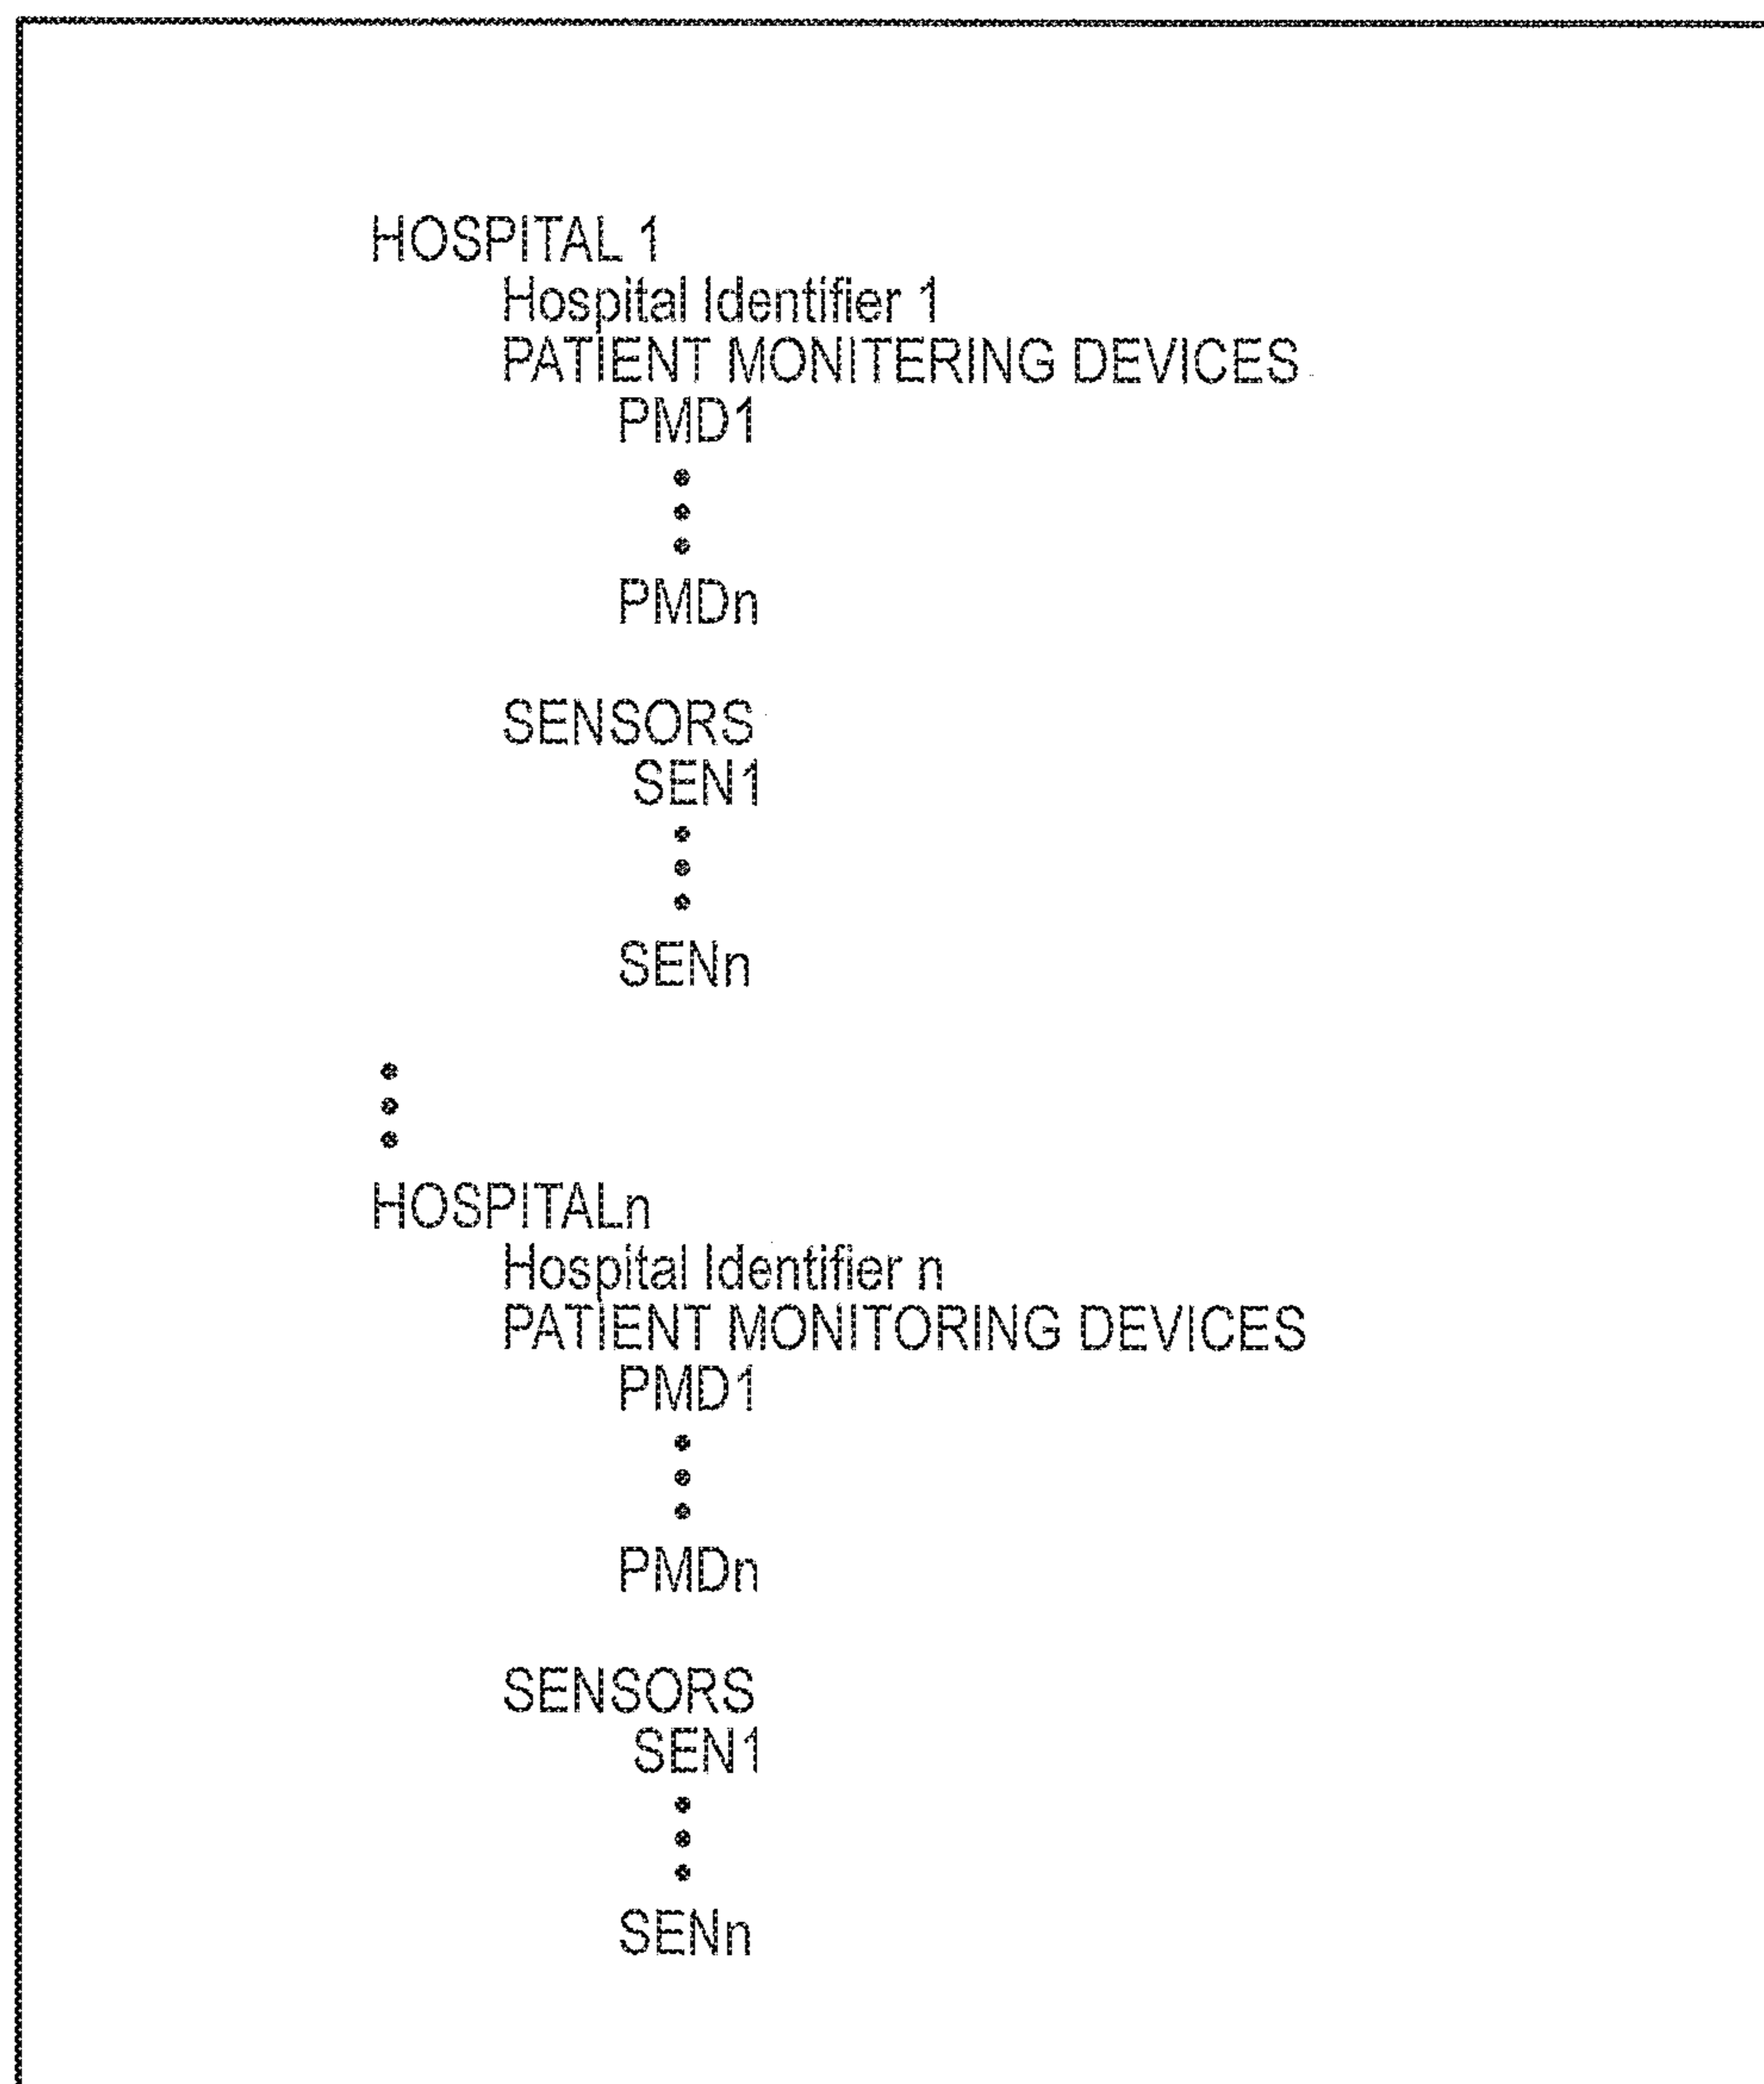 HOSPITAL 1
Hospital Identifier 1
PATIENT MONITERING DEVICES
PMD1
PMDn
SENSORS
SEN1
SENn
HOSPITALn
Hospital Identifier n
PATIENT MONITORING DEVICES
PMD1
PMDn
SENSORS
SEN1
SENn